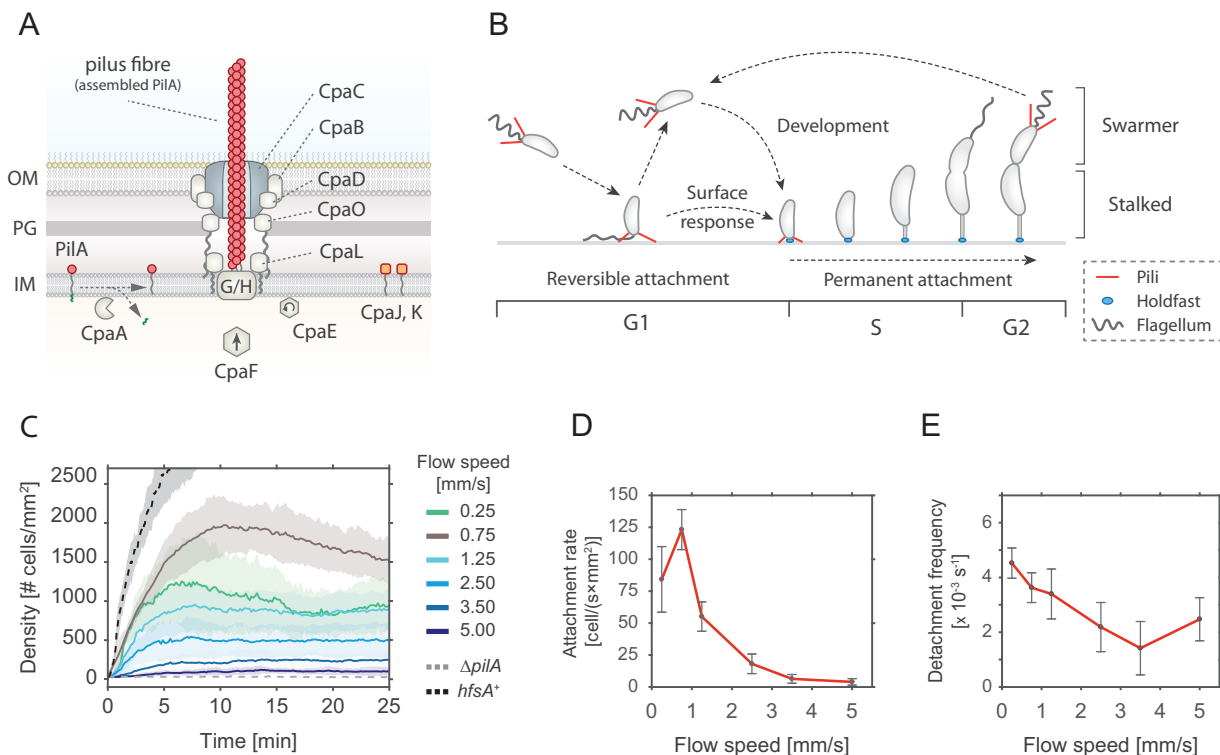 A
pilus fibre
(assembled PilA)
CpaC
CpaB
CpaD
CpaO
CpaL
OM
PG
PilA
IM
G/H
CpaA
CpaE
CpaJ, K
CpaF
B
Development
Swarmer
Surface
response
Stalked
Reversible attachment
Permanent attachment
G1
S
G2
Pili
Holdfast
Flagellum
C
Density [# cells/mm²]
2500
2000
1500
1000
500
0
0
5
10
15
20
25
Time [min]
Flow speed
[mm/s]
0.25
0.75
1.25
2.50
3.50
5.00
ΔpilA
hfsA⁺
D
Attachment rate
[cell/(s×mm²)]
150
125
100
75
50
25
0
0 1 2 3 4 5
Flow speed [mm/s]
E
Detachment frequency
[x 10⁻³ s⁻¹]
6
4
2
0
0 1 2 3 4 5
Flow speed [mm/s]